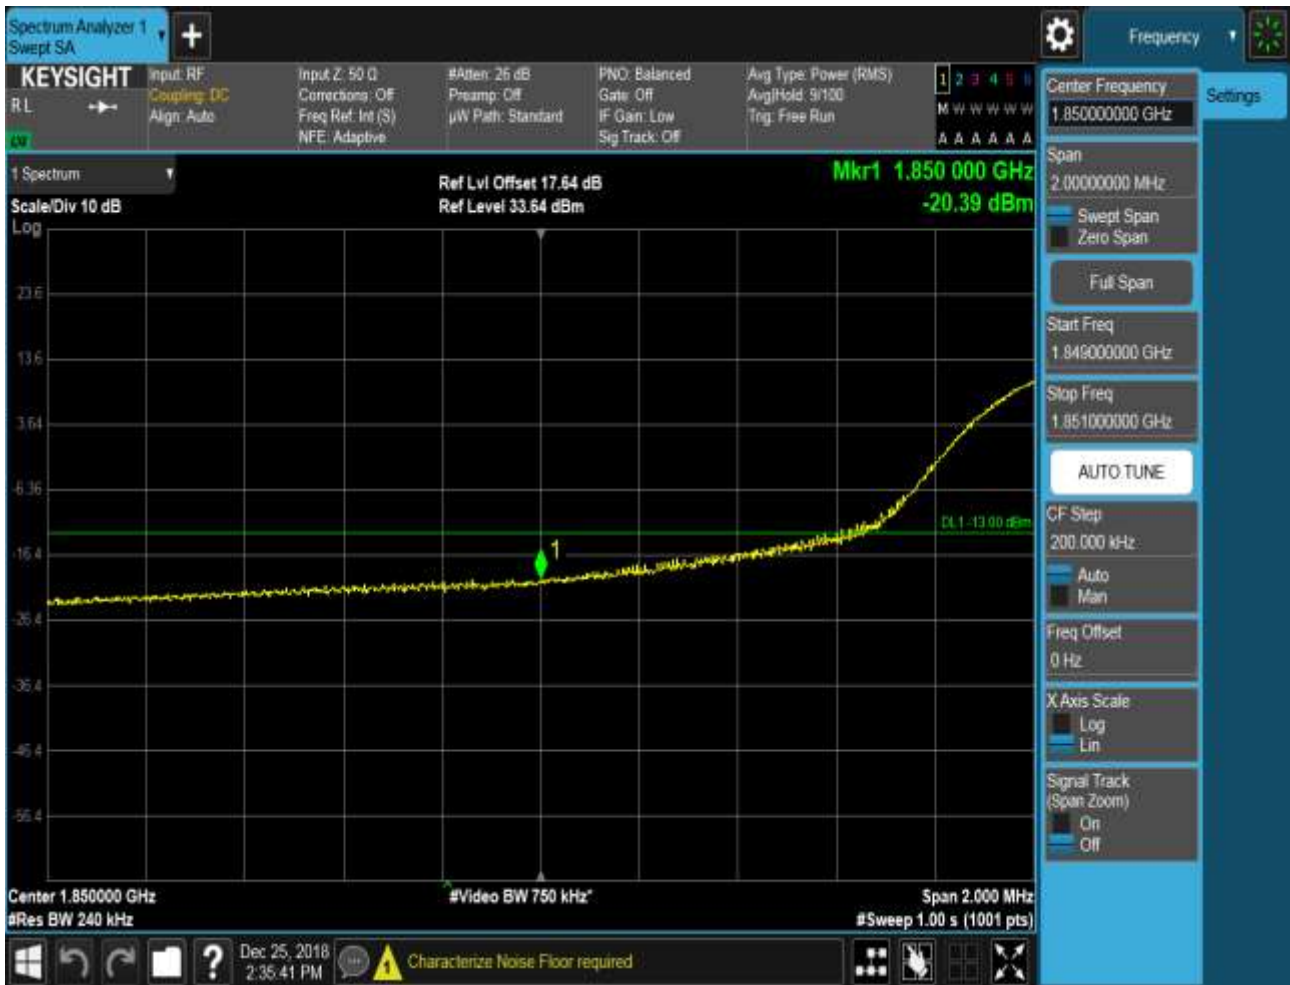 Spectrum Analyzer 1
Swept SA
Frequency
KEYSIGHT
R L
Input: RF
Coupling: DC
Align: Auto
Input Z: 50 Ω
Corrections: Off
Freq Ref: Int (S)
NFE: Adaptive
#Atten: 26 dB
Preamp: Off
µW Path: Standard
PNO: Balanced
Gate: Off
IF Gain: Low
Sig Track: Off
Avg Type: Power (RMS)
Avg|Hold: 9/100
Trig: Free Run
1 2 3 4 5 6
M W W W W W
A A A A A A
1 Spectrum
Scale/Div 10 dB
Log
Ref Lvl Offset 17.64 dB
Ref Level 33.64 dBm
Mkr1 1.850 000 GHz
-20.39 dBm
23.6
13.6
3.64
-6.36
-16.4
-26.4
-36.4
-46.4
-56.4
DL1 -13.00 dBm
1
Center 1.850000 GHz
#Res BW 240 kHz
#Video BW 750 kHz*
Span 2.000 MHz
#Sweep 1.00 s (1001 pts)
Center Frequency
1.850000000 GHz
Settings
Span
2.00000000 MHz
Swept Span
Zero Span
Full Span
Start Freq
1.849000000 GHz
Stop Freq
1.851000000 GHz
AUTO TUNE
CF Step
200.000 kHz
Auto
Man
Freq Offset
0 Hz
X Axis Scale
Log
Lin
Signal Track
(Span Zoom)
On
Off
?
Dec 25, 2018
2:35:41 PM
Characterize Noise Floor required